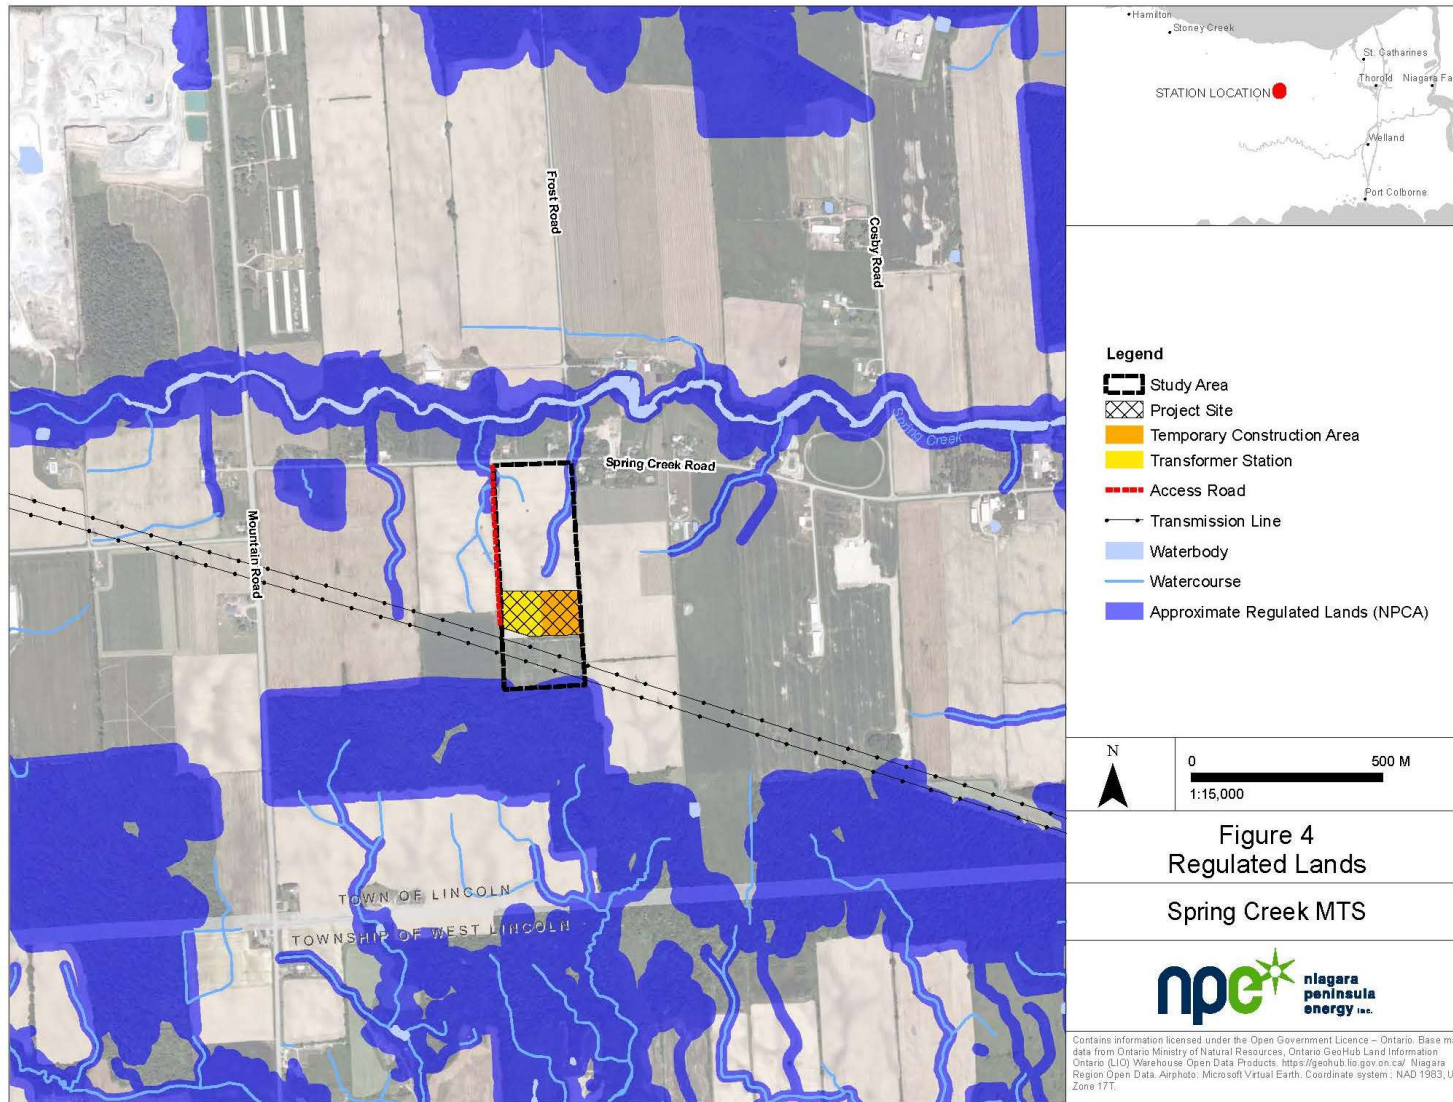 Hamilton
Stoney Creek
St. Catharines
Thorold
Niagara Fa
STATION LOCATION
Welland
Port Colborne
Frost Road
Cosby Road
Spring Creek
Spring Creek Road
Mountain Road
TOWN OF LINCOLN
TOWNSHIP OF WEST LINCOLN
Legend
Study Area
Project Site
Temporary Construction Area
Transformer Station
Access Road
Transmission Line
Waterbody
Watercourse
Approximate Regulated Lands (NPCA)
N
0 500 M
1:15,000
Figure 4
Regulated Lands
Spring Creek MTS
npe
niagara
peninsula
energy inc.
Contains information licensed under the Open Government Licence – Ontario. Base ma
data from Ontario Ministry of Natural Resources, Ontario GeoHub Land Information
Ontario (LIO) Warehouse Open Data Products. https://geohub.lio.gov.on.ca/ Niagara
Region Open Data. Airphoto: Microsoft Virtual Earth. Coordinate system : NAD 1983, U
Zone 17T.